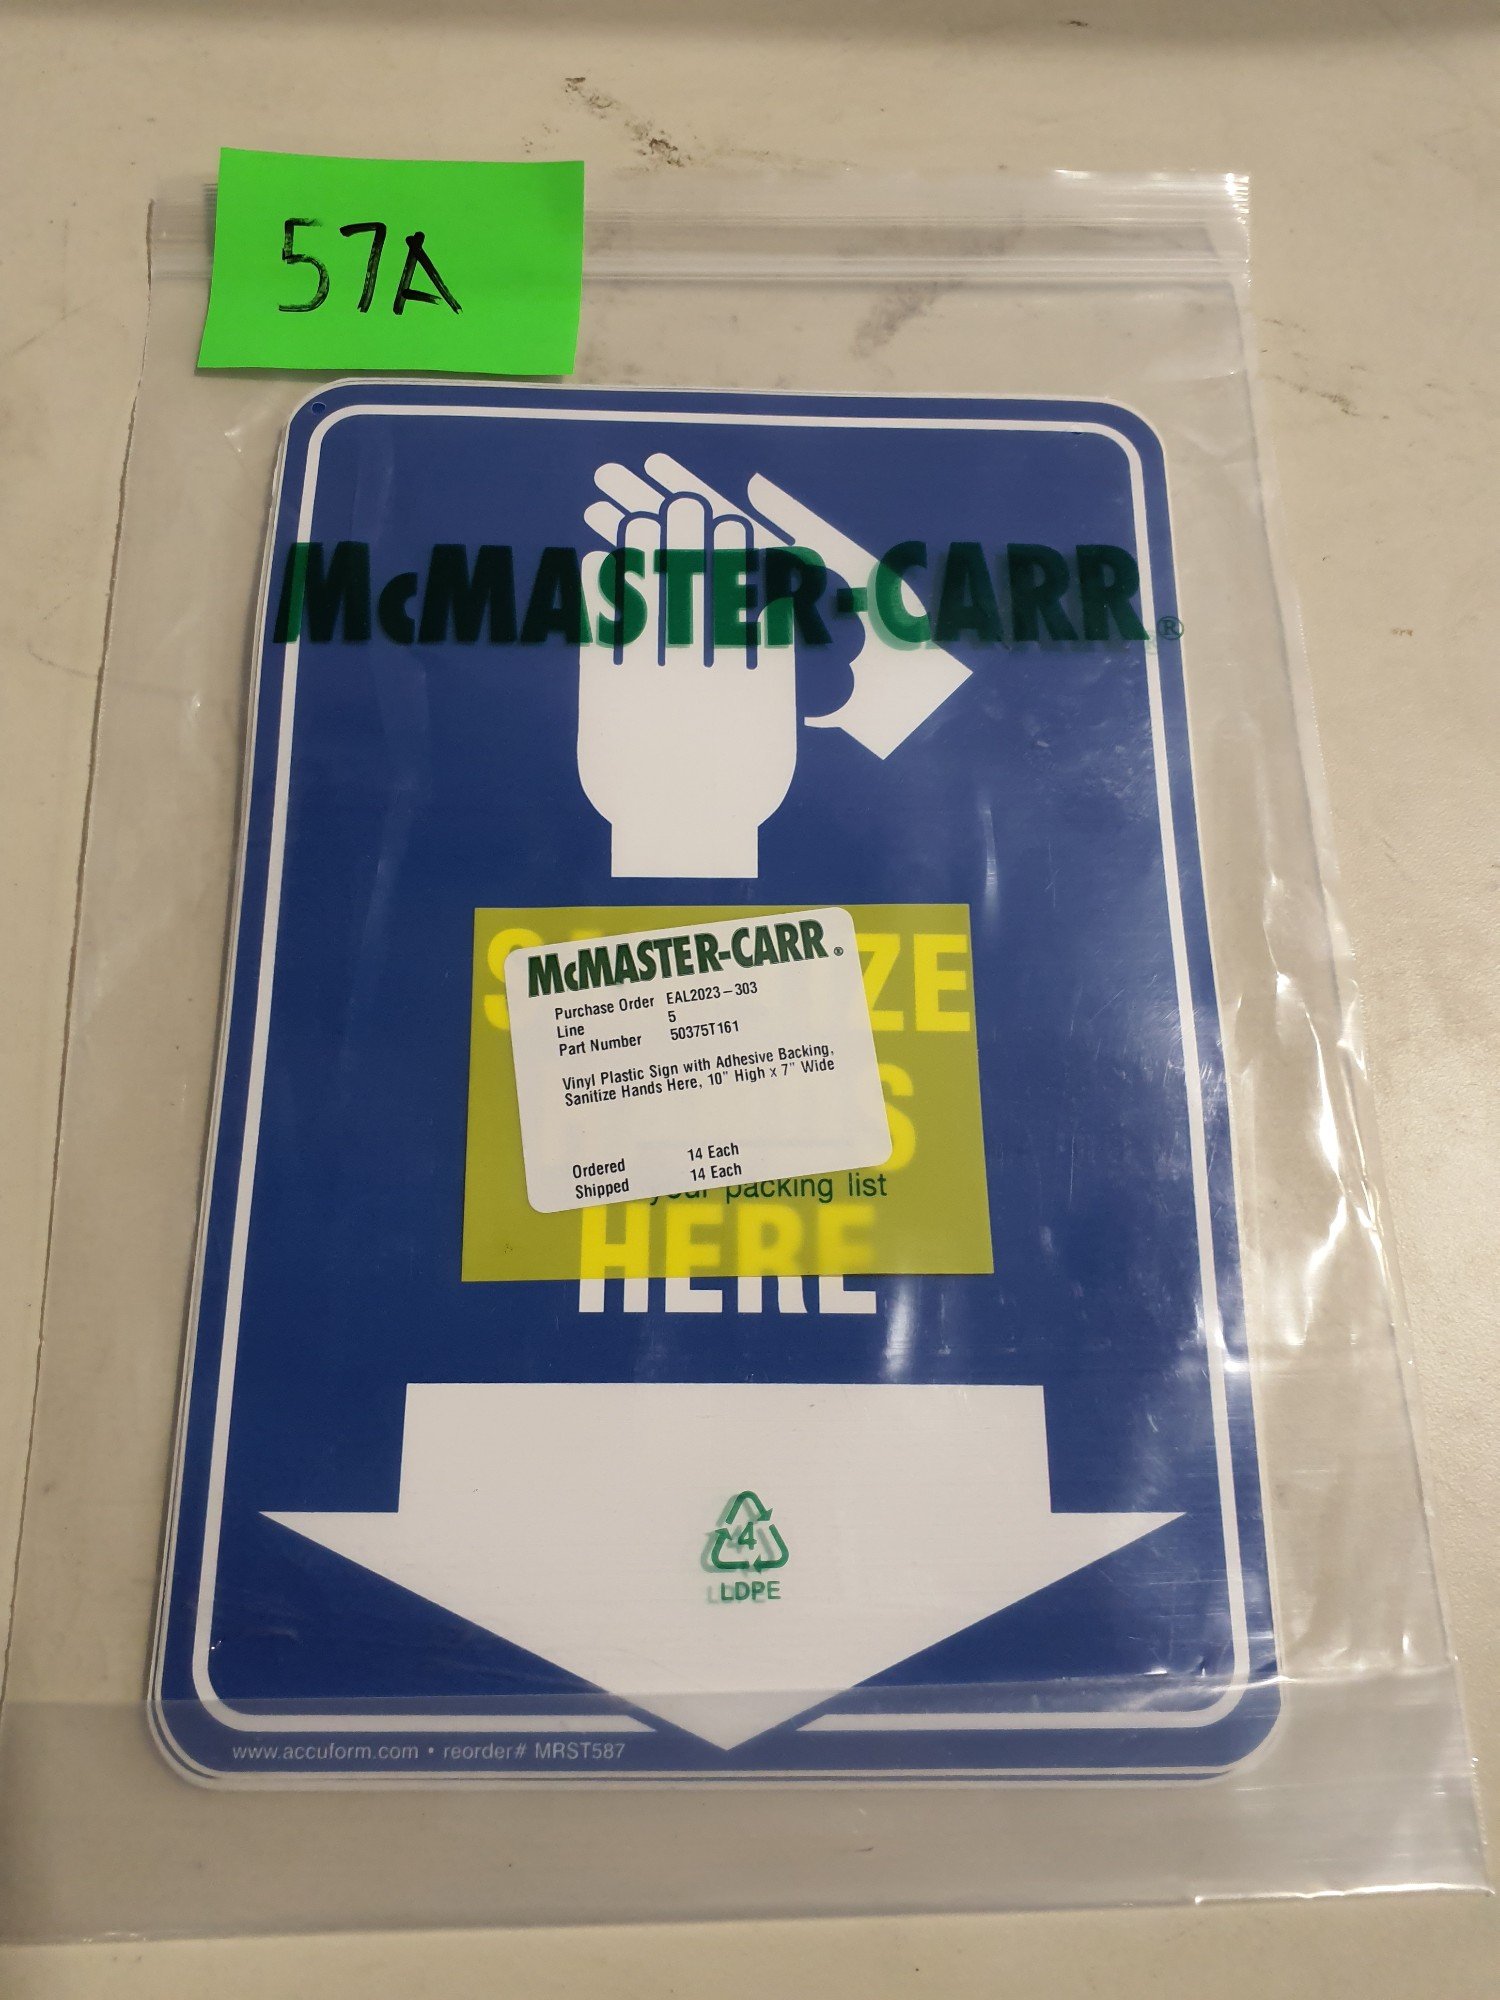 57A
McMASTER-CARR®
McMASTER-CARR®
Purchase Order EAL2023-303
Line 5
Part Number 50375T161
Vinyl Plastic Sign with Adhesive Backing,
Sanitize Hands Here, 10" High x 7" Wide
Ordered 14 Each
Shipped 14 Each
your packing list
HERE
4
LDPE
www.accuform.com • reorder# MRST587